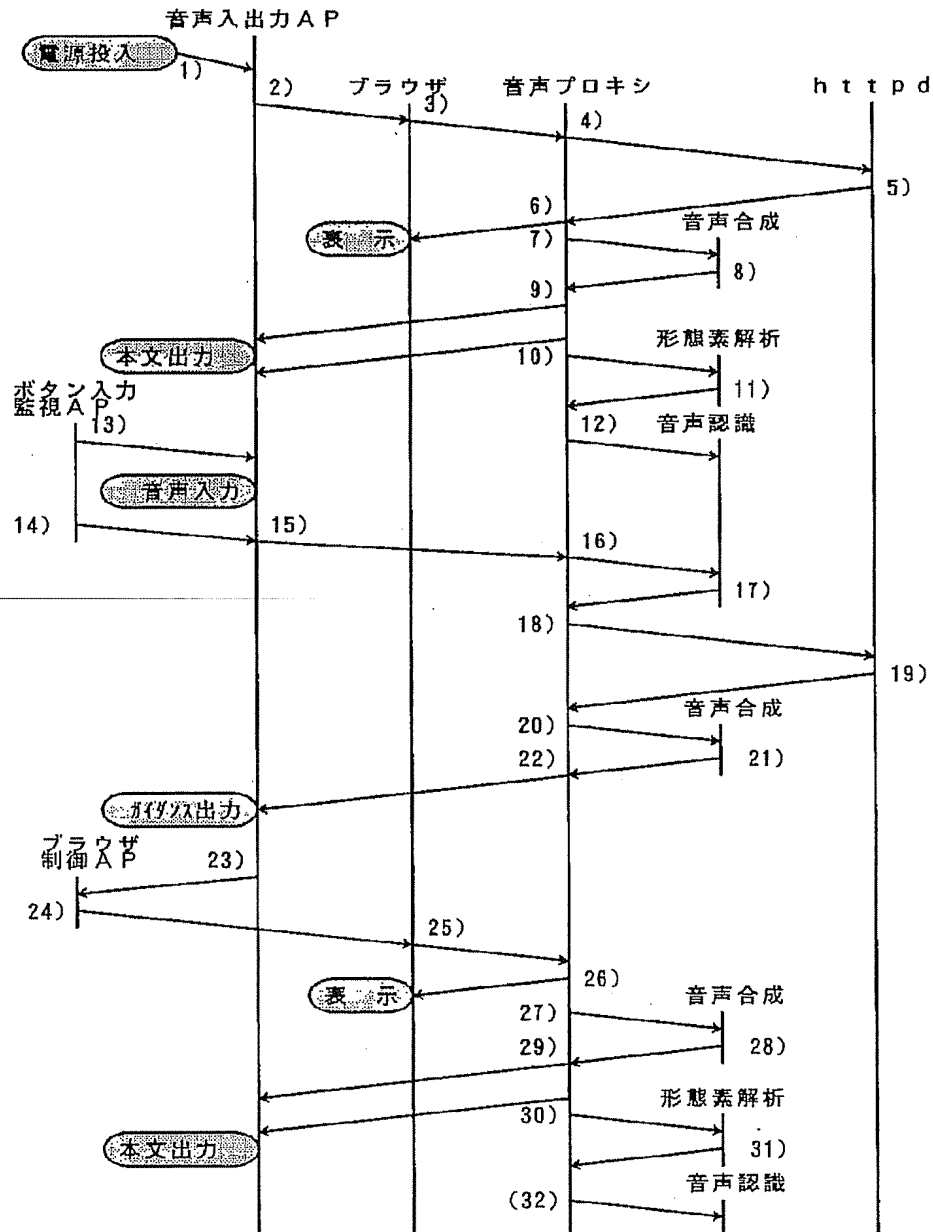 音声入出力AP
電源投入
1)
2)
ブラウザ
3)
音声プロキシ
4)
httpd
5)
6)
音声合成
表示
7)
8)
9)
形態素解析
本文出力
10)
11)
ボタン入力
監視AP
13)
12)
音声認識
音声入力
14)
15)
16)
17)
18)
19)
音声合成
20)
22)
21)
ガイダンス出力
ブラウザ
制御AP
23)
24)
25)
26)
表示
音声合成
27)
29)
28)
形態素解析
30)
本文出力
31)
音声認識
(32)